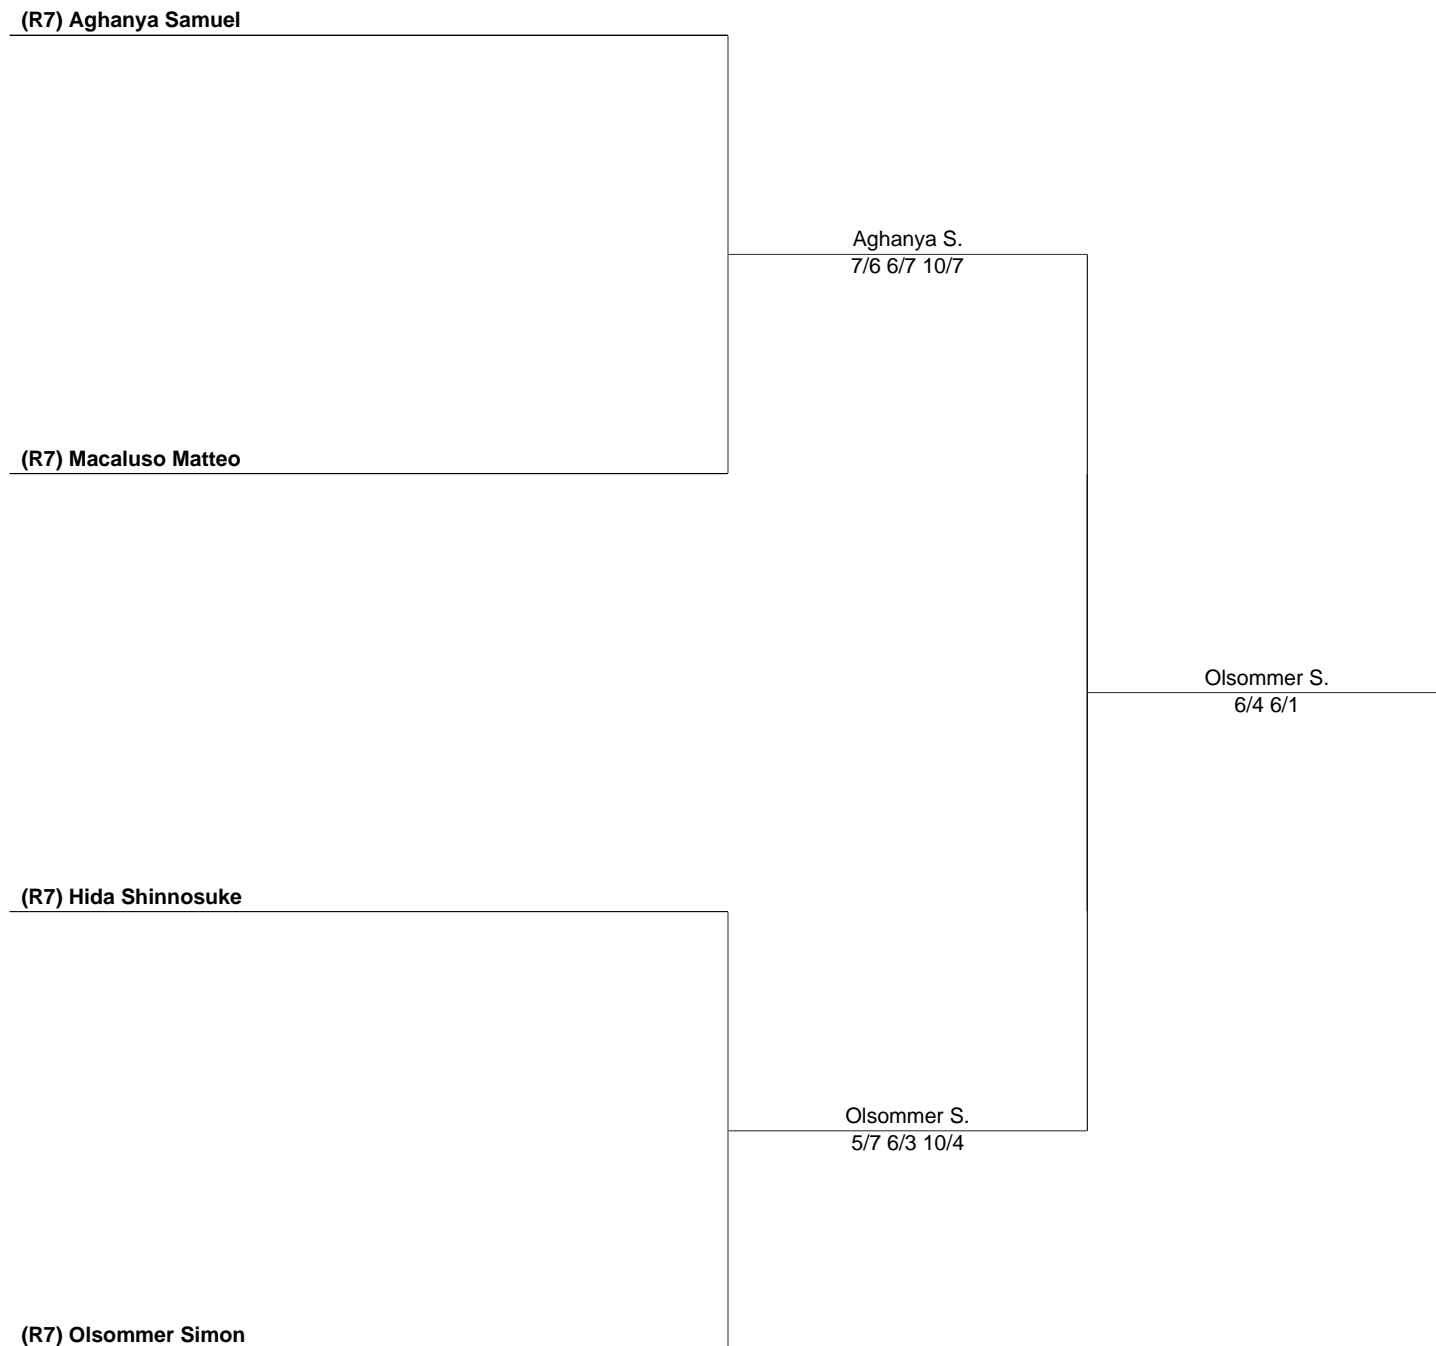 (R7) Aghanya Samuel
Aghanya S.
7/6 6/7 10/7
(R7) Macaluso Matteo
Olsommer S.
6/4 6/1
(R7) Hida Shinnosuke
Olsommer S.
5/7 6/3 10/4
(R7) Olsommer Simon